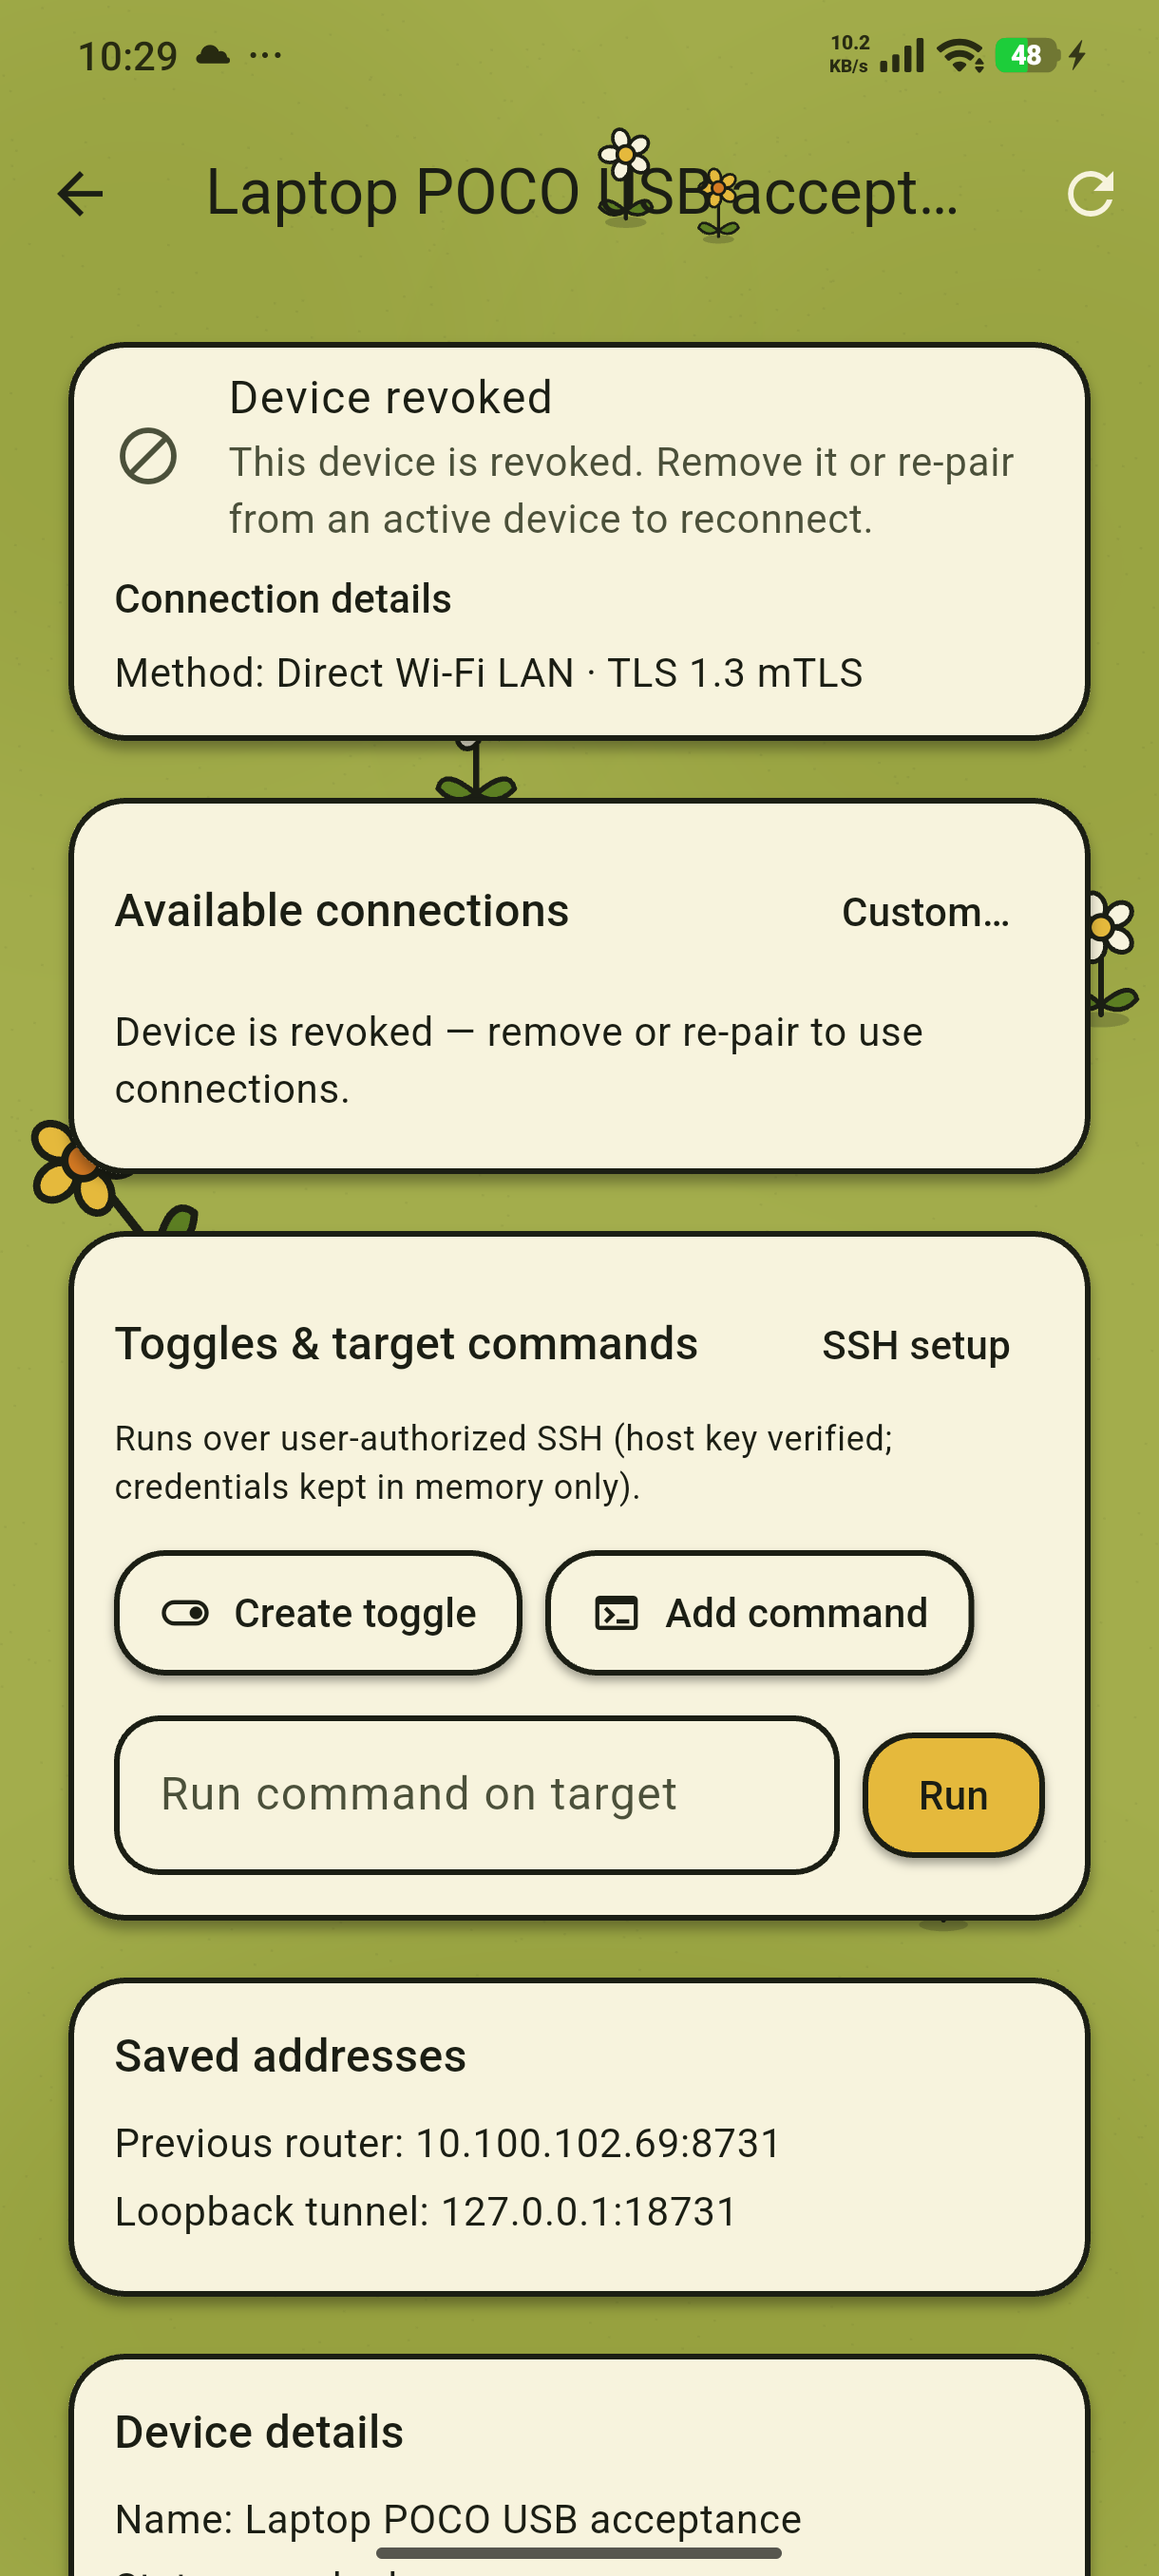 10:29
10.2
KB/s
48
Laptop POCO USB accept...
Device revoked
This device is revoked. Remove it or re-pair
from an active device to reconnect.
Connection details
Method: Direct Wi-Fi LAN · TLS 1.3 mTLS
Available connections
Custom...
Device is revoked — remove or re-pair to use
connections.
Toggles & target commands
SSH setup
Runs over user-authorized SSH (host key verified;
credentials kept in memory only).
Create toggle
Add command
Run command on target
Run
Saved addresses
Previous router: 10.100.102.69:8731
Loopback tunnel: 127.0.0.1:18731
Device details
Name: Laptop POCO USB acceptance